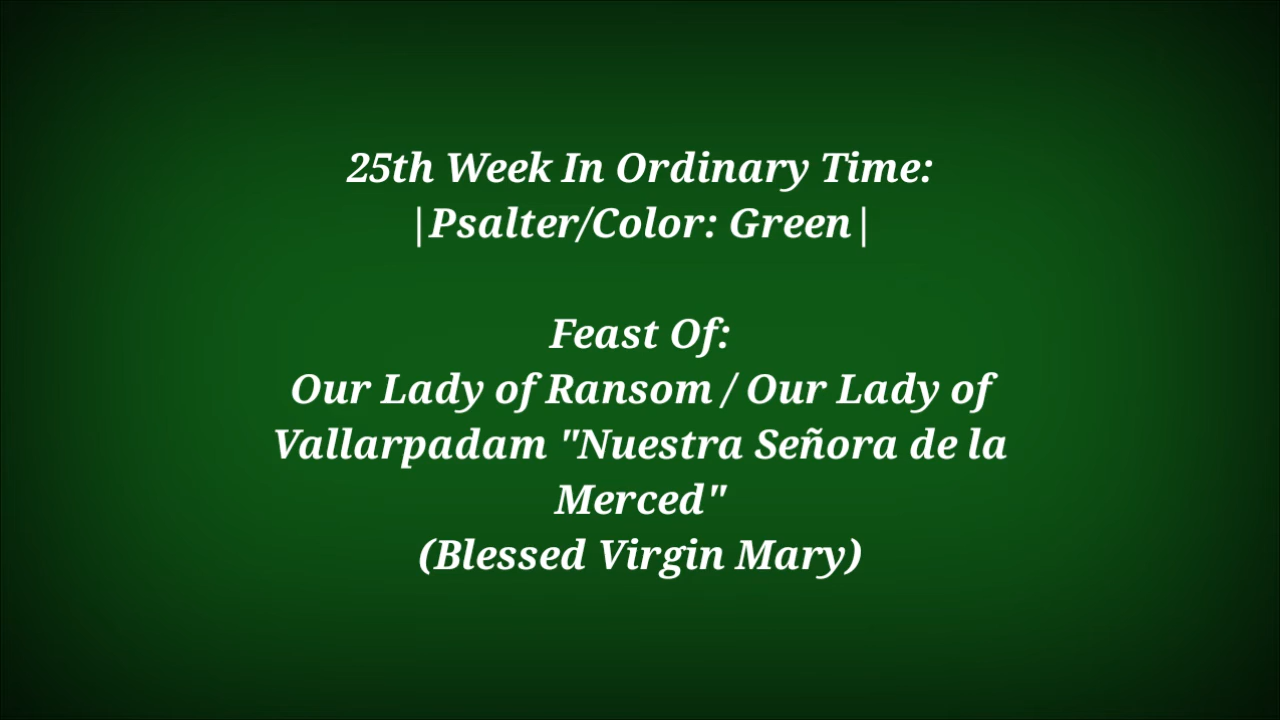 25th Week In Ordinary Time:
|Psalter/Color: Green|
Feast Of:
Our Lady of Ransom / Our Lady of
Vallarpadam "Nuestra Señora de la
Merced"
(Blessed Virgin Mary)